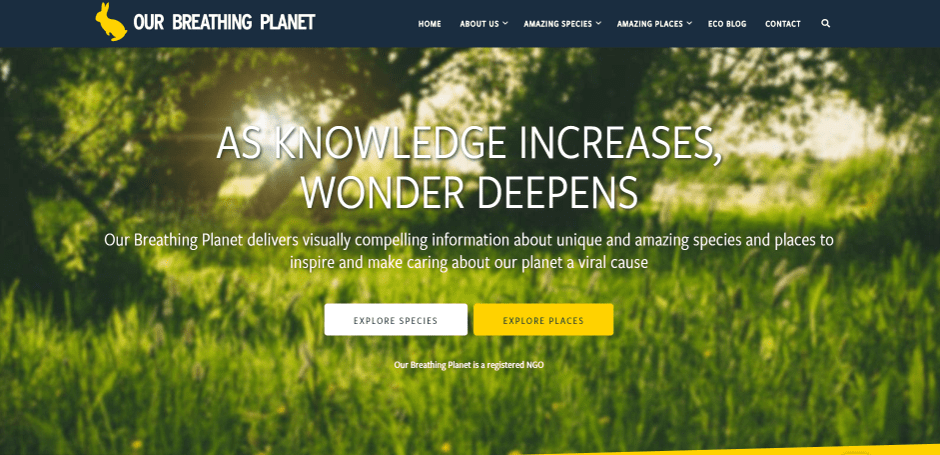 OUR BREATHING PLANET
HOME ABOUT US AMAZING SPECIES AMAZING PLACES ECO BLOG CONTACT
AS KNOWLEDGE INCREASES,
WONDER DEEPENS
Our Breathing Planet delivers visually compelling information about unique and amazing species and places to
inspire and make caring about our planet a viral cause
EXPLORE SPECIES EXPLORE PLACES
Our Breathing Planet is a registered NGO